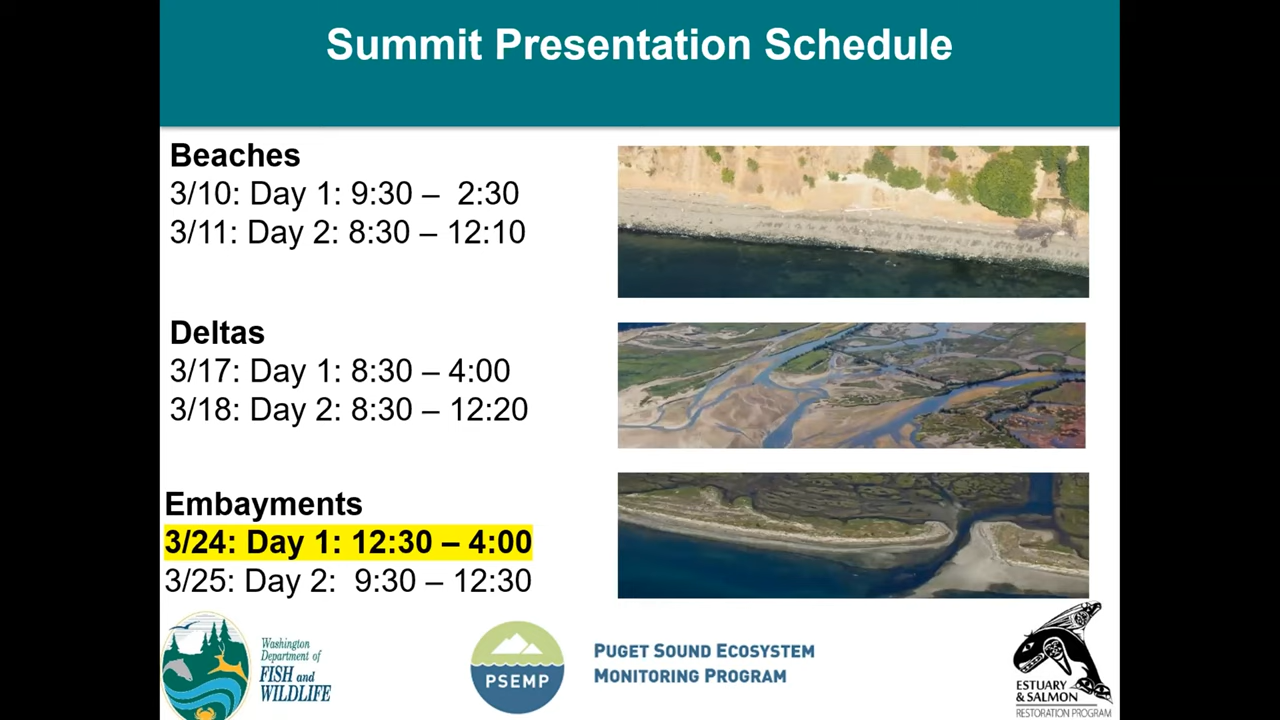 Summit Presentation Schedule
Beaches
3/10: Day 1: 9:30 – 2:30
3/11: Day 2: 8:30 – 12:10
Deltas
3/17: Day 1: 8:30 – 4:00
3/18: Day 2: 8:30 – 12:20
Embayments
3/24: Day 1: 12:30 – 4:00
3/25: Day 2: 9:30 – 12:30
Washington
Department of
FISH and
WILDLIFE
PSEMP
PUGET SOUND ECOSYSTEM
MONITORING PROGRAM
ESTUARY
& SALMON
RESTORATION PROGRAM